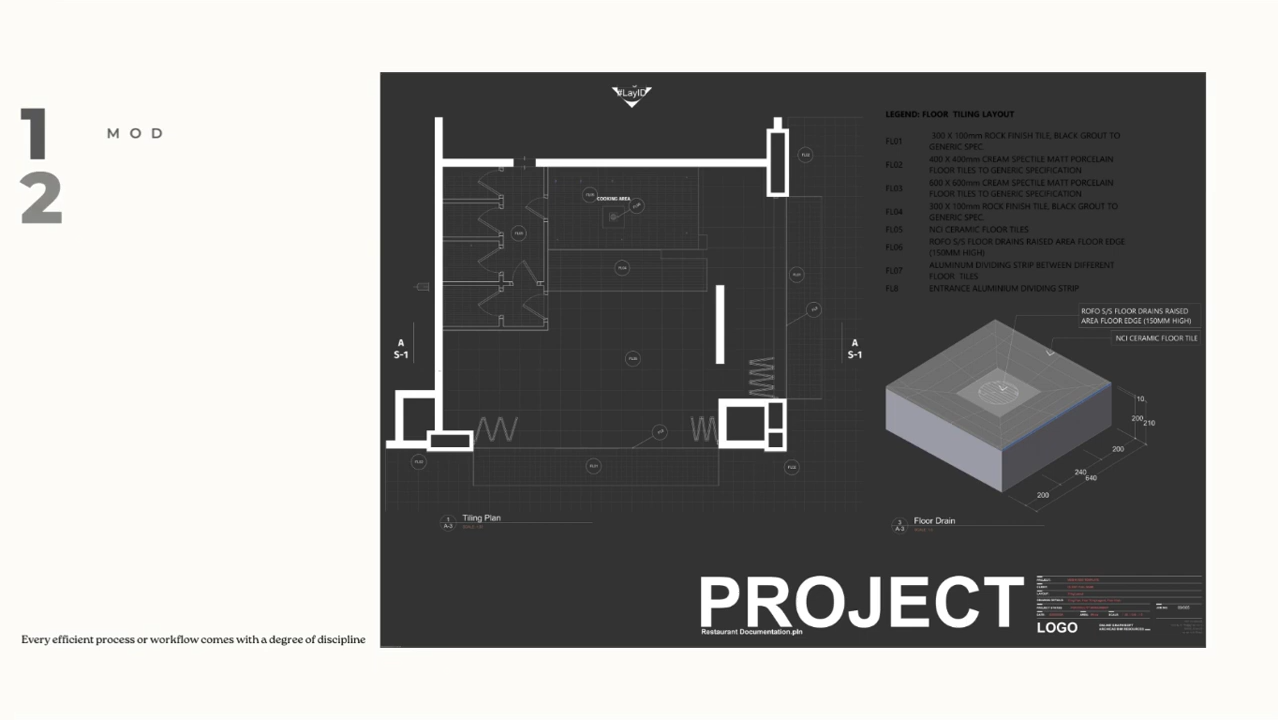 1
2
MOD
Every efficient process or workflow comes with a degree of discipline
#LayID
COOKING AREA
A
S-1
A
S-1
1
A-3
Tiling Plan
LEGEND: FLOOR TILING LAYOUT
FL01 300 X 100mm ROCK FINISH TILE, BLACK GROUT TO
GENERIC SPEC.
FL02 400 X 400mm CREAM SPECTILE MATT PORCELAIN
FLOOR TILES TO GENERIC SPECIFICATION
FL03 600 X 600mm CREAM SPECTILE MATT PORCELAIN
FLOOR TILES TO GENERIC SPECIFICATION
FL04 300 X 100mm ROCK FINISH TILE, BLACK GROUT TO
GENERIC SPEC.
FL05 NCI CERAMIC FLOOR TILES
FL06 ROFO S/S FLOOR DRAINS RAISED AREA FLOOR EDGE
(150MM HIGH)
FL07 ALUMINUM DIVIDING STRIP BETWEEN DIFFERENT
FLOOR TILES
FL8 ENTRANCE ALUMINIUM DIVIDING STRIP
ROFO S/S FLOOR DRAINS RAISED
AREA FLOOR EDGE (150MM HIGH)
NCI CERAMIC FLOOR TILE
10
200
210
200
240
640
200
3
A-3
Floor Drain
PROJECT
Restaurant Documentation.pln
LOGO